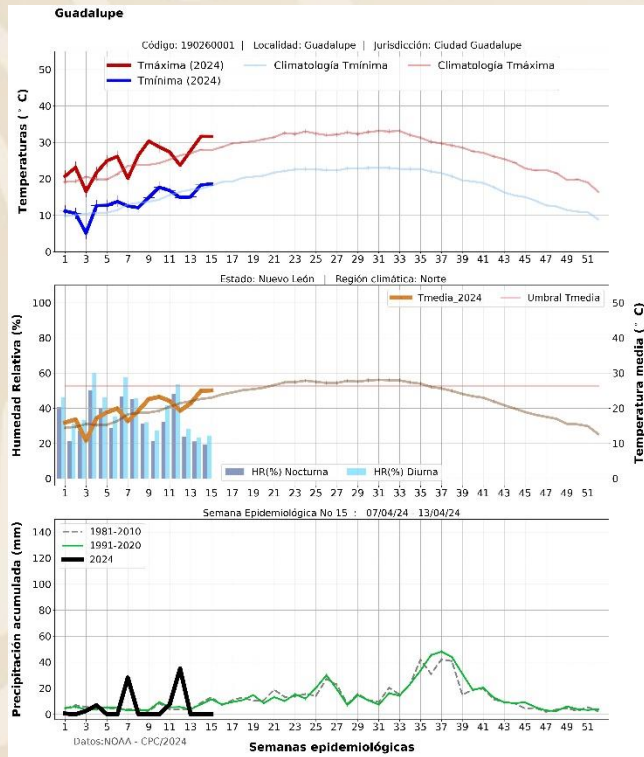 Guadalupe
Código: 190260001 | Localidad: Guadalupe | Jurisdicción: Ciudad Guadalupe
Tmáxima (2024)
Tmínima (2024)
Climatología Tmínima
Climatología Tmáxima
Temperaturas (° C)
50
40
30
20
10
0
1 3 5 7 9 11 13 15 17 19 21 23 25 27 29 31 33 35 37 39 41 43 45 47 49 51
Estado: Nuevo León | Región climática: Norte
Tmedia_2024
Umbral Tmedia
Humedad Relativa (%)
100
80
60
40
20
0
HR(%) Nocturna
HR(%) Diurna
50
40
30
20
10
0
Temperatura media (° C)
1 3 5 7 9 11 13 15 17 19 21 23 25 27 29 31 33 35 37 39 41 43 45 47 49 51
Semana Epidemiológica No 15 : 07/04/24 - 13/04/24
1981-2010
1991-2020
2024
Precipitación acumulada (mm)
140
120
100
80
60
40
20
0
1 3 5 7 9 11 13 15 17 19 21 23 25 27 29 31 33 35 37 39 41 43 45 47 49 51
Datos:NOAA - CPC/2024
Semanas epidemiológicas